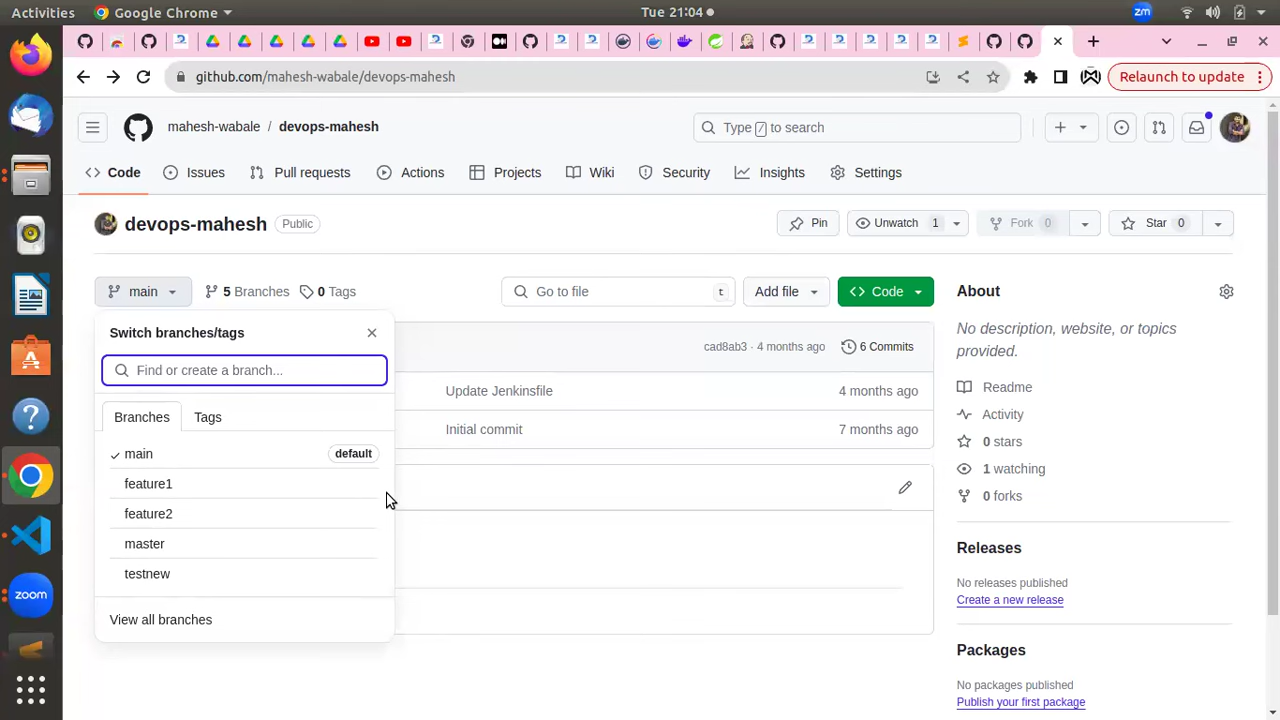 Activities Google Chrome Tue 21:04 zm
github.com/mahesh-wabale/devops-mahesh Relaunch to update
mahesh-wabale / devops-mahesh Type / to search
Code Issues Pull requests Actions Projects Wiki Security Insights Settings
devops-mahesh Public Pin Unwatch 1 Fork 0 Star 0
main 5 Branches 0 Tags Go to file t Add file Code About
Switch branches/tags
No description, website, or topics
provided.
cad8ab3 · 4 months ago 6 Commits
Find or create a branch...
Update Jenkinsfile 4 months ago
Readme
Branches Tags
Activity
Initial commit 7 months ago
0 stars
main default
1 watching
feature1
0 forks
feature2
master
Releases
testnew
No releases published
Create a new release
zoom
View all branches
Packages
No packages published
Publish your first package